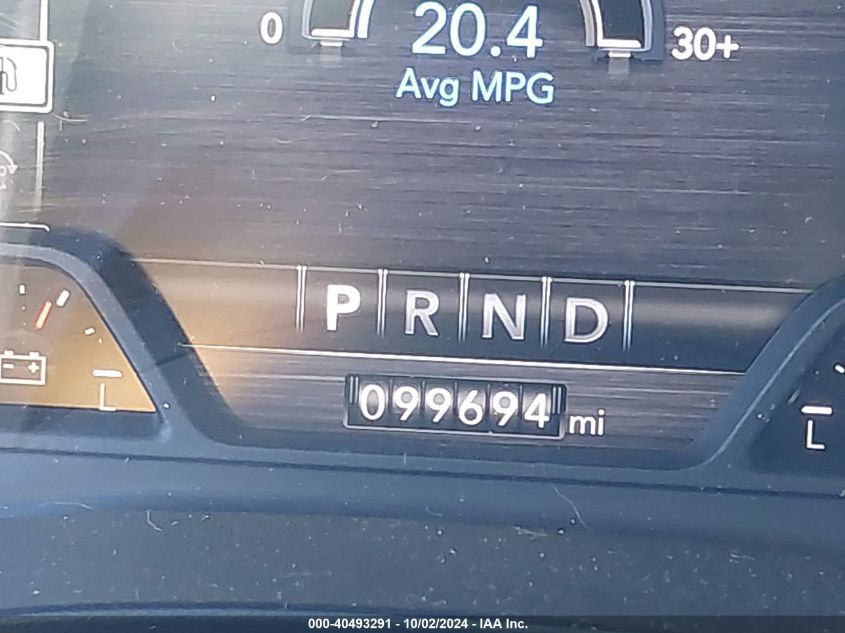 0 20.4 30+
Avg MPG
P R N D
099694 mi
L L
000-40493291 - 10/02/2024 - IAA Inc.